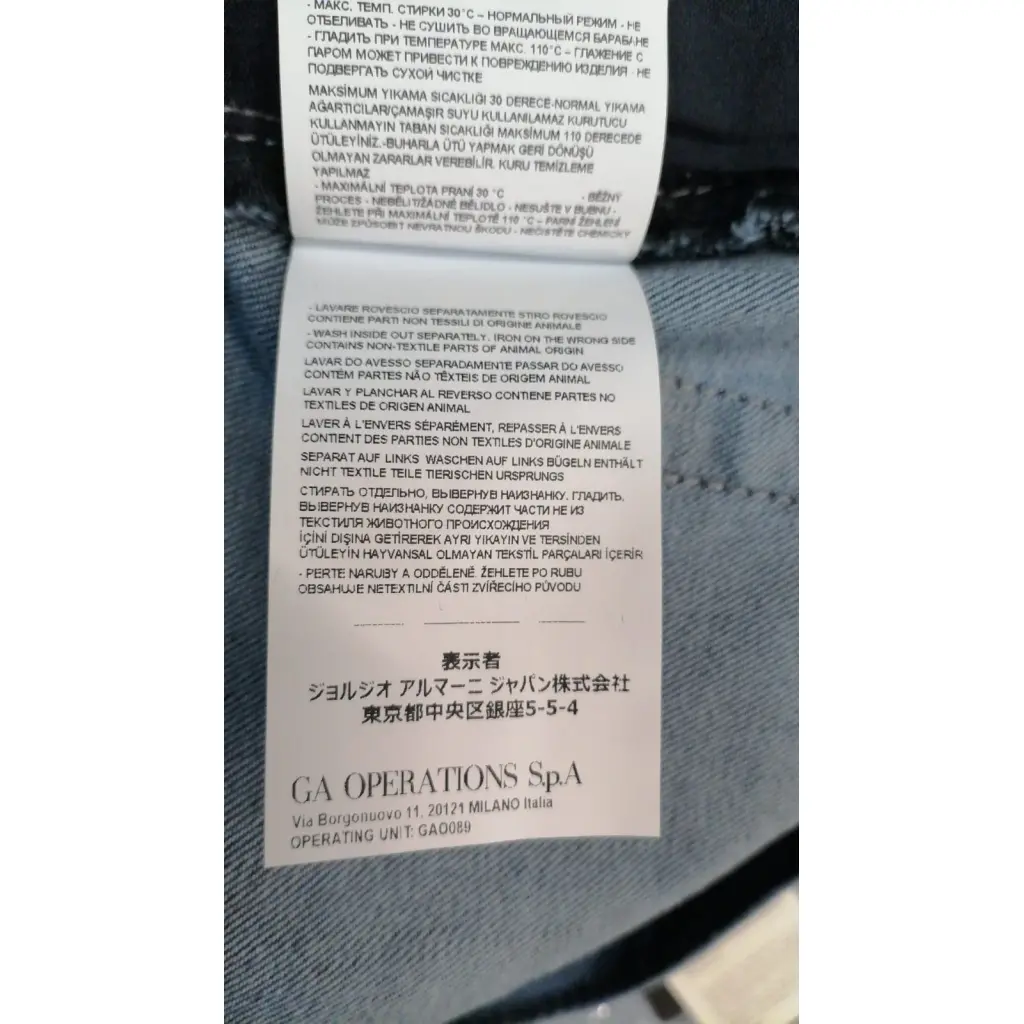 - МАКС. ТЕМП. СТИРКИ 30°C – НОРМАЛЬНЫЙ РЕЖИМ - НЕ
ОТБЕЛИВАТЬ - НЕ СУШИТЬ ВО ВРАЩАЮЩЕМСЯ БАРАБАНЕ
- ГЛАДИТЬ ПРИ ТЕМПЕРАТУРЕ МАКС. 110°C – ГЛАЖЕНИЕ С
ПАРОМ МОЖЕТ ПРИВЕСТИ К ПОВРЕЖДЕНИЮ ИЗДЕЛИЯ - НЕ
ПОДВЕРГАТЬ СУХОЙ ЧИСТКЕ
MAKSİMUM YIKAMA SICAKLIĞI 30 DERECE-NORMAL YIKAMA
AĞARTICILAR/ÇAMAŞIR SUYU KULLANILAMAZ KURUTUCU
KULLANMAYIN TABAN SICAKLIĞI MAKSİMUM 110 DERECEDE
ÜTÜLEYİNİZ.-BUHARLA ÜTÜ YAPMAK GERİ DÖNÜŞÜ
OLMAYAN ZARARLAR VEREBİLİR. KURU TEMİZLEME
YAPILMAZ
- MAXIMÁLNÍ TEPLOTA PRANÍ 30 °C - BĚŽNÝ
PROCES - NEBĚLIT/ŽÁDNÉ BĚLIDLO - NESUŠTE V BUBNU -
ŽEHLETE PŘI MAXIMÁLNÍ TEPLOTĚ 110 °C – PARNÍ ŽEHLENÍ
MŮŽE ZPŮSOBIT NEVRATNOU ŠKODU - NEČISTĚTE CHEMICKY
- LAVARE ROVESCIO SEPARATAMENTE STIRO ROVESCIO
CONTIENE PARTI NON TESSILI DI ORIGINE ANIMALE
- WASH INSIDE OUT SEPARATELY. IRON ON THE WRONG SIDE
CONTAINS NON-TEXTILE PARTS OF ANIMAL ORIGIN
LAVAR DO AVESSO SEPARADAMENTE PASSAR DO AVESSO
CONTÉM PARTES NÃO TÊXTEIS DE ORIGEM ANIMAL
LAVAR Y PLANCHAR AL REVERSO CONTIENE PARTES NO
TEXTILES DE ORIGEN ANIMAL
LAVER À L'ENVERS SÉPARÉMENT, REPASSER À L'ENVERS
CONTIENT DES PARTIES NON TEXTILES D'ORIGINE ANIMALE
SEPARAT AUF LINKS WASCHEN AUF LINKS BÜGELN ENTHÄLT
NICHT TEXTILE TEILE TIERISCHEN URSPRUNGS
СТИРАТЬ ОТДЕЛЬНО, ВЫВЕРНУВ НАИЗНАНКУ. ГЛАДИТЬ,
ВЫВЕРНУВ НАИЗНАНКУ СОДЕРЖИТ ЧАСТИ НЕ ИЗ
ТЕКСТИЛЯ ЖИВОТНОГО ПРОИСХОЖДЕНИЯ
İÇİNİ DIŞINA GETİREREK AYRI YIKAYIN VE TERSİNDEN
ÜTÜLEYİN HAYVANSAL OLMAYAN TEKSTİL PARÇALARI İÇERİR
- PERTE NARUBY A ODDĚLENĚ. ŽEHLETE PO RUBU
OBSAHUJE NETEXTILNÍ ČÁSTI ZVÍŘECÍHO PŮVODU
表示者
ジョルジオ アルマーニ ジャパン株式会社
東京都中央区銀座5-5-4
GA OPERATIONS S.p.A
Via Borgonuovo 11, 20121 MILANO Italia
OPERATING UNIT: GAO089